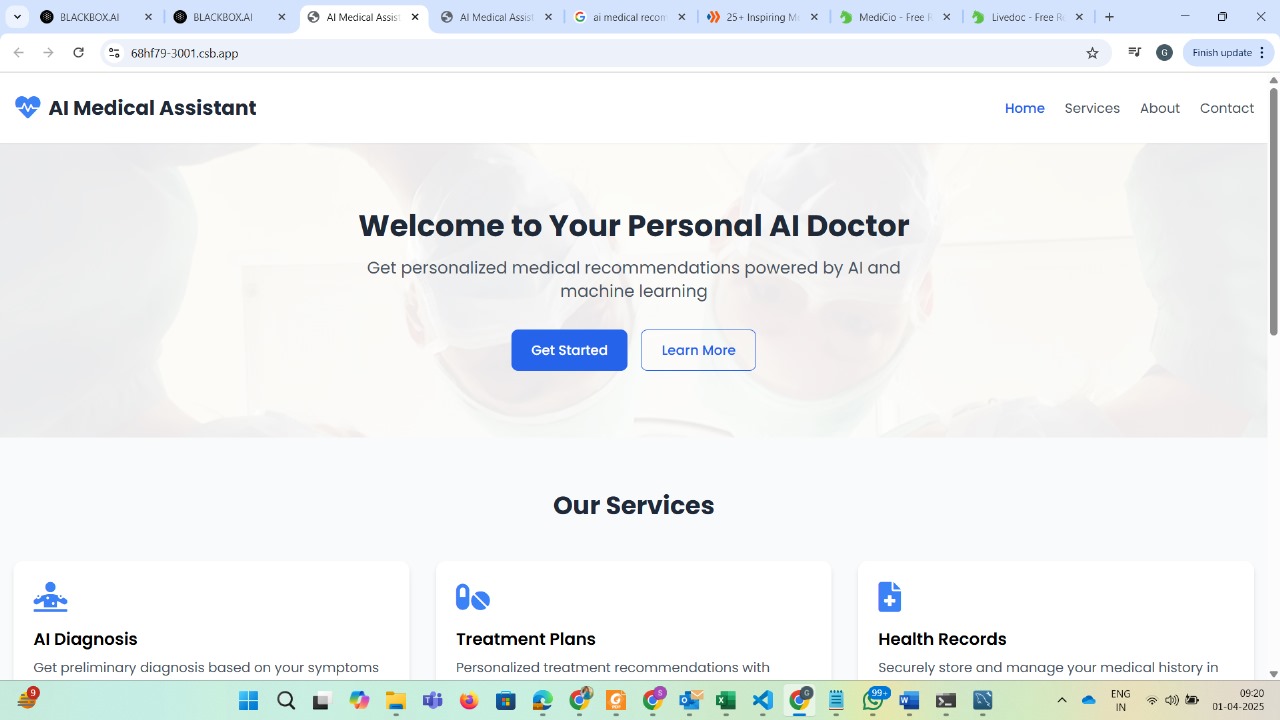 BLACKBOX.AI
BLACKBOX.AI
AI Medical Assist
AI Medical Assist
ai medical recom
25+ Inspiring M
MediCio - Free
Livedoc - Free
68hf79-3001.csb.app
G
Finish update
AI Medical Assistant
Home
Services
About
Contact
Welcome to Your Personal AI Doctor
Get personalized medical recommendations powered by AI and
machine learning
Get Started
Learn More
Our Services
AI Diagnosis
Treatment Plans
Health Records
Get preliminary diagnosis based on your symptoms
Personalized treatment recommendations with
Securely store and manage your medical history in
9
S
G
99+
ENG
IN
09:20
01-04-2025